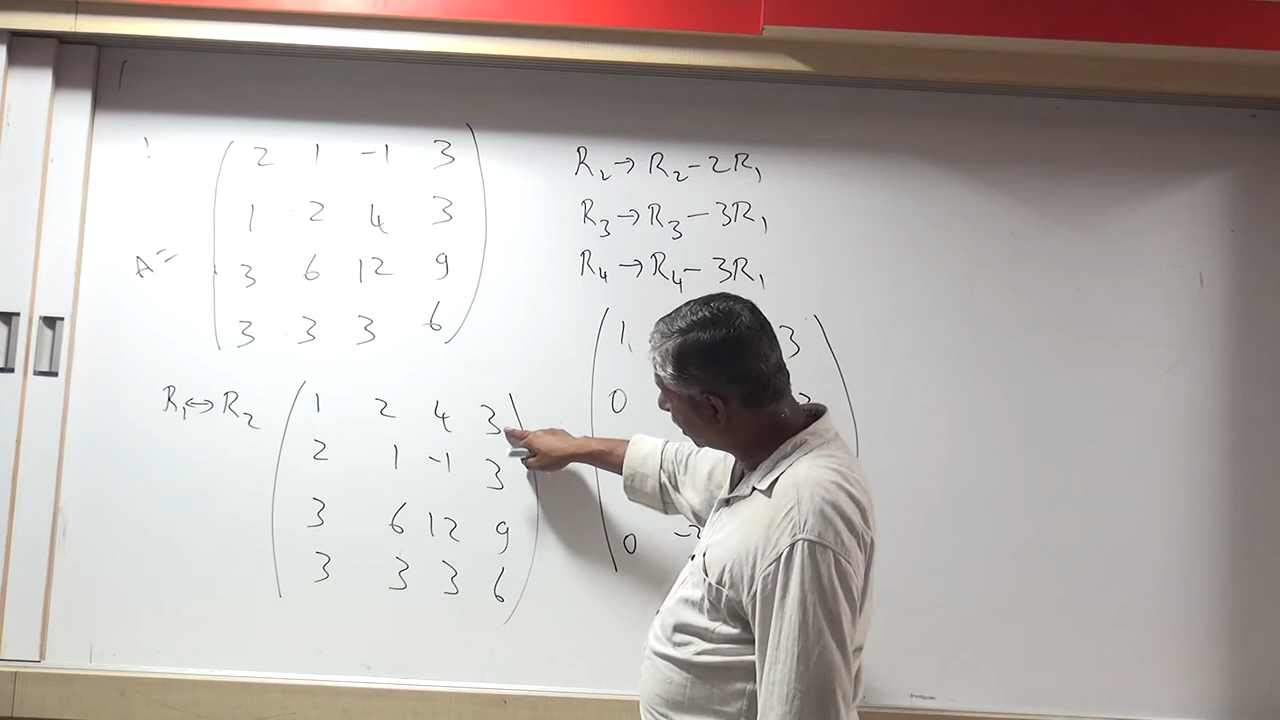 A =
2 1 -1 3
1 2 4 3
3 6 12 9
3 3 3 6
R₁↔R₂
1 2 4 3
2 1 -1 3
3 6 12 9
3 3 3 6
R₂→R₂-2R₁
R₃→R₃-3R₁
R₄→R₄-3R₁
1 3
0
0